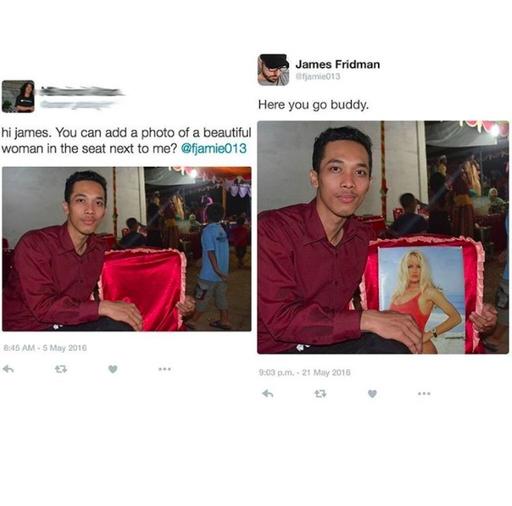 hi james. You can add a photo of a beautiful
woman in the seat next to me? @fjamie013
8:45 AM - 5 May 2016
James Fridman
@fjamie013
Here you go buddy.
9:03 p.m. - 21 May 2016